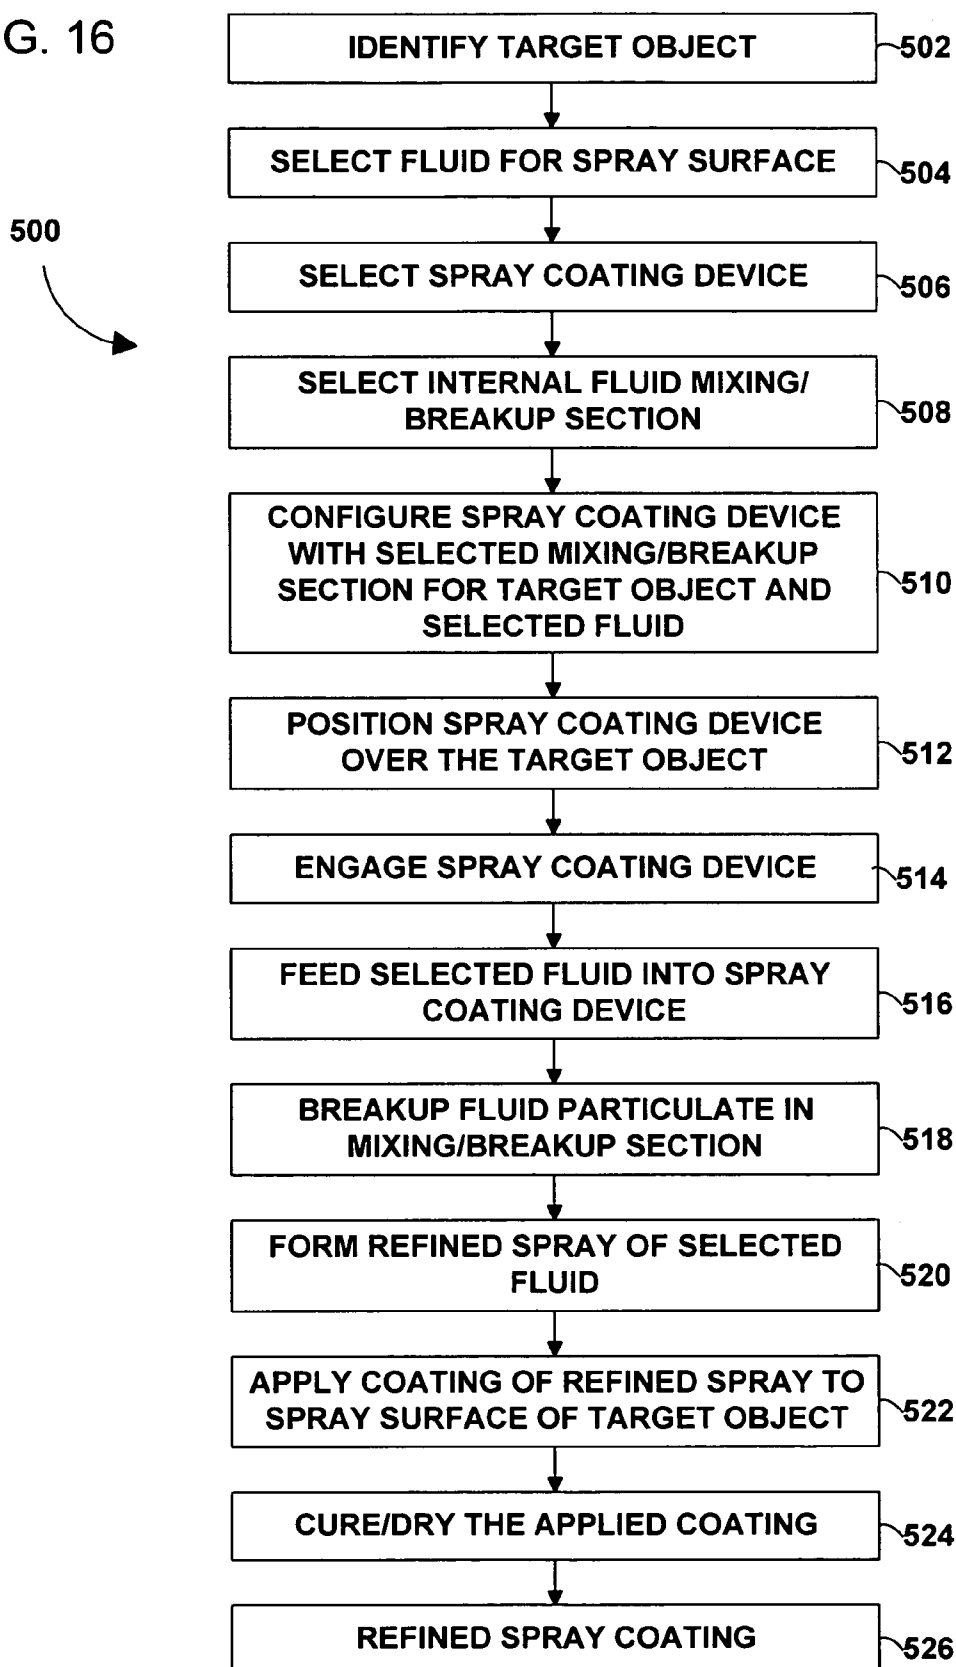 G. 16
IDENTIFY TARGET OBJECT
502
SELECT FLUID FOR SPRAY SURFACE
504
500
SELECT SPRAY COATING DEVICE
506
SELECT INTERNAL FLUID MIXING/
BREAKUP SECTION
508
CONFIGURE SPRAY COATING DEVICE
WITH SELECTED MIXING/BREAKUP
SECTION FOR TARGET OBJECT AND
SELECTED FLUID
510
POSITION SPRAY COATING DEVICE
OVER THE TARGET OBJECT
512
ENGAGE SPRAY COATING DEVICE
514
FEED SELECTED FLUID INTO SPRAY
COATING DEVICE
516
BREAKUP FLUID PARTICULATE IN
MIXING/BREAKUP SECTION
518
FORM REFINED SPRAY OF SELECTED
FLUID
520
APPLY COATING OF REFINED SPRAY TO
SPRAY SURFACE OF TARGET OBJECT
522
CURE/DRY THE APPLIED COATING
524
REFINED SPRAY COATING
526